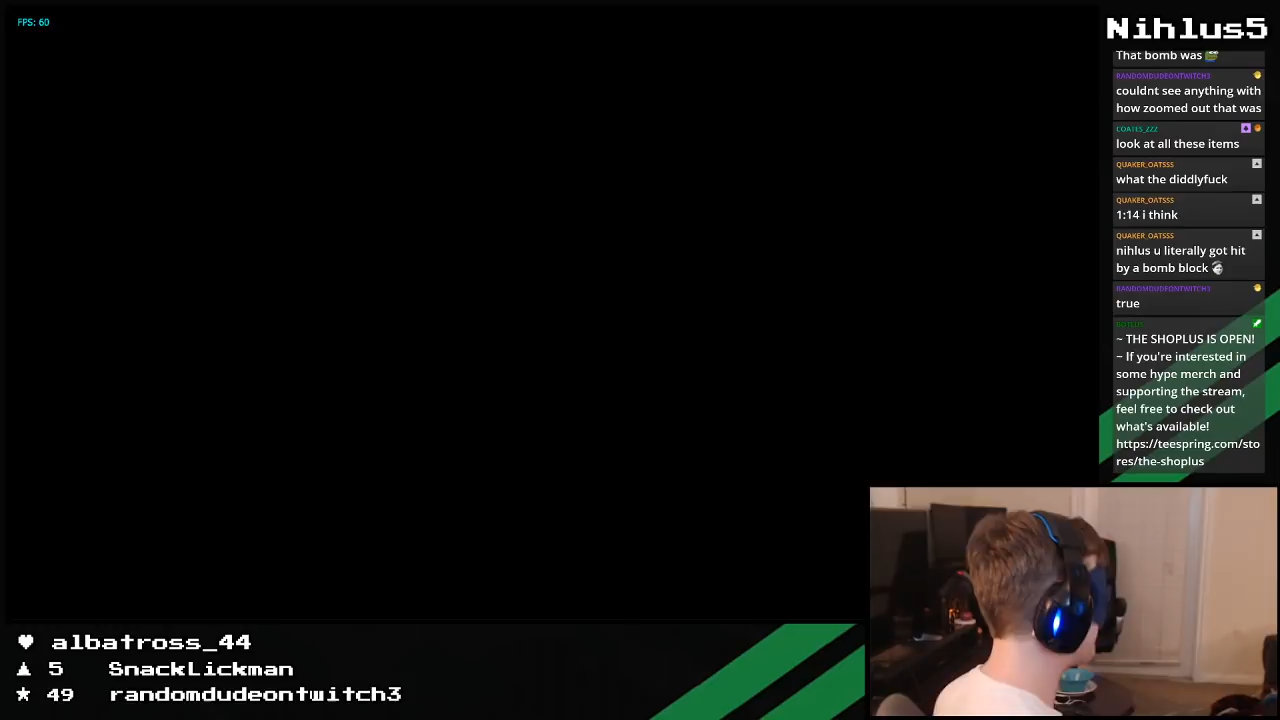 FPS: 60
Nihlus5
That bomb was
RANDOMDUDEONTWITCH3
couldnt see anything with
how zoomed out that was
COATES_ZZZ
look at all these items
QUAKER_OATSSS
what the diddlyfuck
QUAKER_OATSSS
1:14 i think
QUAKER_OATSSS
nihlus u literally got hit
by a bomb block
RANDOMDUDEONTWITCH3
true
~ THE SHOPLUS IS OPEN!
~ If you're interested in
some hype merch and
supporting the stream,
feel free to check out
what's available!
https://teespring.com/sto
res/the-shoplus
albatross_44
5 SnackLickman
49 randomdudeontwitch3